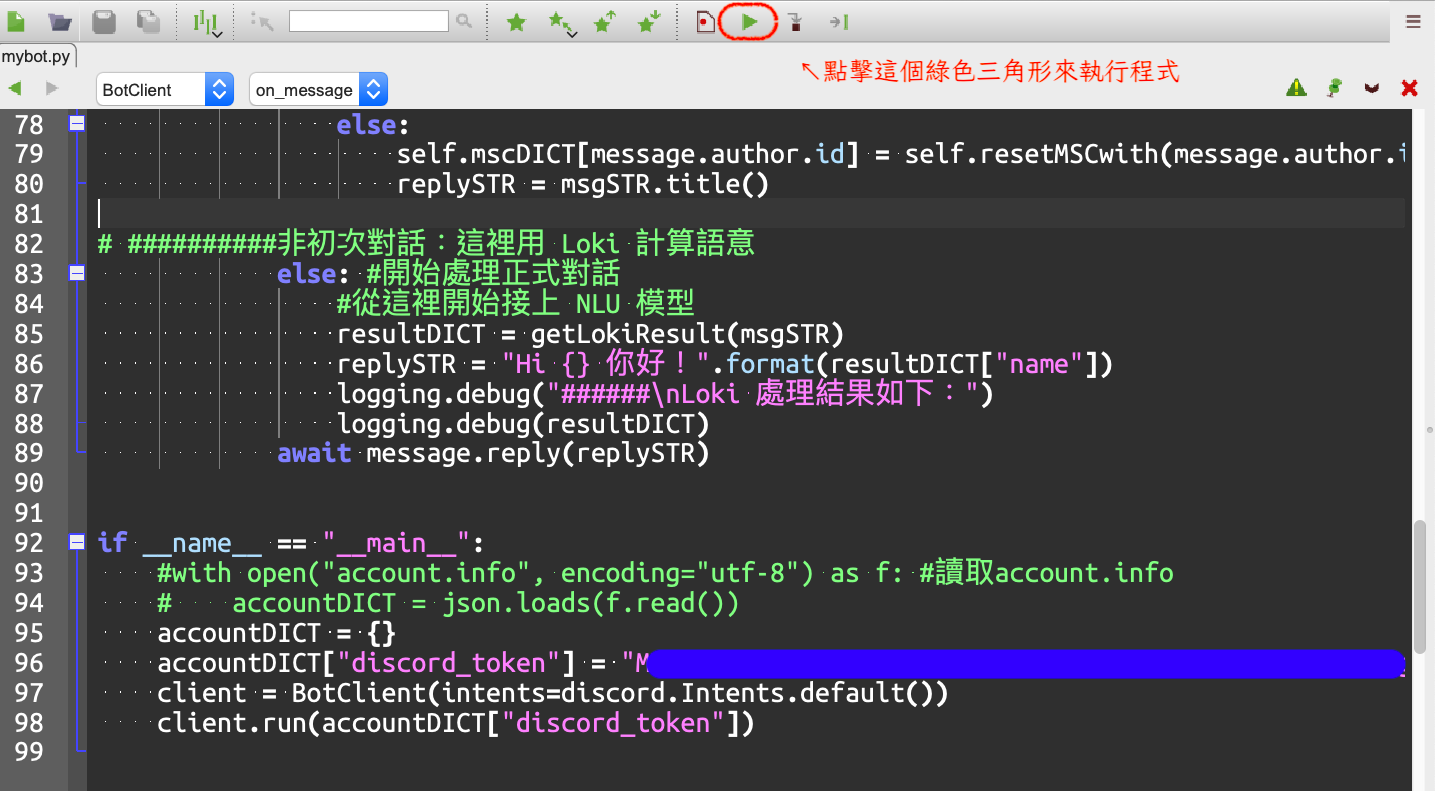 mybot.py
↖點擊這個綠色三角形來執行程式
BotClient on_message
78 else:
79 self.mscDICT[message.author.id] = self.resetMSCwith(message.author.i
80 replySTR = msgSTR.title()
81
82 # ##########非初次對話：這裡用 Loki 計算語意
83 else: #開始處理正式對話
84 #從這裡開始接上 NLU 模型
85 resultDICT = getLokiResult(msgSTR)
86 replySTR = "Hi {} 你好！".format(resultDICT["name"])
87 logging.debug("######\nLoki 處理結果如下：")
88 logging.debug(resultDICT)
89 await message.reply(replySTR)
90
91
92 if __name__ == "__main__":
93 #with open("account.info", encoding="utf-8") as f: #讀取account.info
94 # accountDICT = json.loads(f.read())
95 accountDICT = {}
96 accountDICT["discord_token"] = "M
97 client = BotClient(intents=discord.Intents.default())
98 client.run(accountDICT["discord_token"])
99